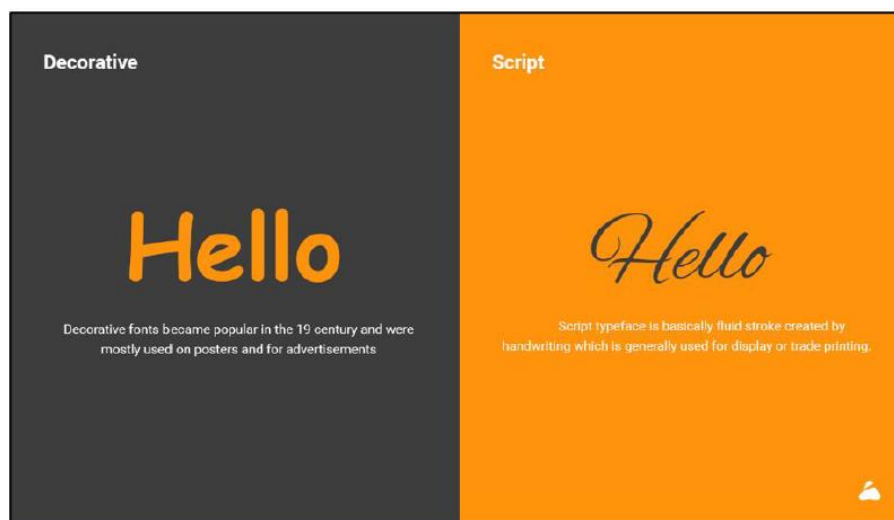 Decorative
Hello
Decorative fonts became popular in the 19 century and were
mostly used on posters and for advertisements
Script
Hello
Script typeface is basically fluid stroke created by
handwriting which is generally used for display or trade printing.